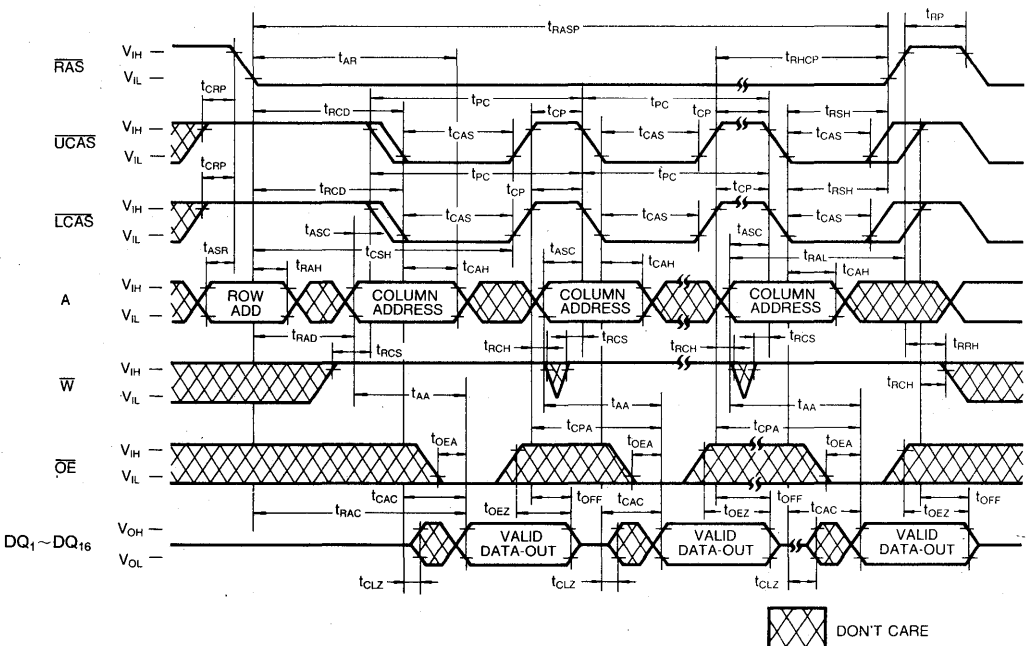 tRASP
tRP
RAS
VIH
VIL
tAR
tRHCP
tCRP
tRCD
tPC
tPC
tCP
tCP
tRSH
UCAS
VIH
VIL
tCAS
tCAS
tCAS
tCRP
tRCD
tPC
tPC
tCP
tCP
tRSH
LCAS
VIH
VIL
tCAS
tCAS
tCAS
tASR
tRAH
tASC
tCSH
tCAH
tASC
tCAH
tASC
tRAL
tCAH
A
VIH
VIL
ROW ADD
COLUMN ADDRESS
COLUMN ADDRESS
COLUMN ADDRESS
tRAD
tRCS
tRCH
tRCS
tRCH
tRCS
tRRH
W
VIH
VIL
tRCH
tAA
tAA
tAA
tCPA
tCPA
OE
VIH
VIL
tOEA
tOEA
tOEA
tCAC
tRAC
tOEZ
tOFF
tCAC
tOEZ
tOFF
tCAC
tOEZ
tOFF
DQ1~DQ16
VOH
VOL
VALID DATA-OUT
VALID DATA-OUT
VALID DATA-OUT
tCLZ
tCLZ
tCLZ
DON'T CARE